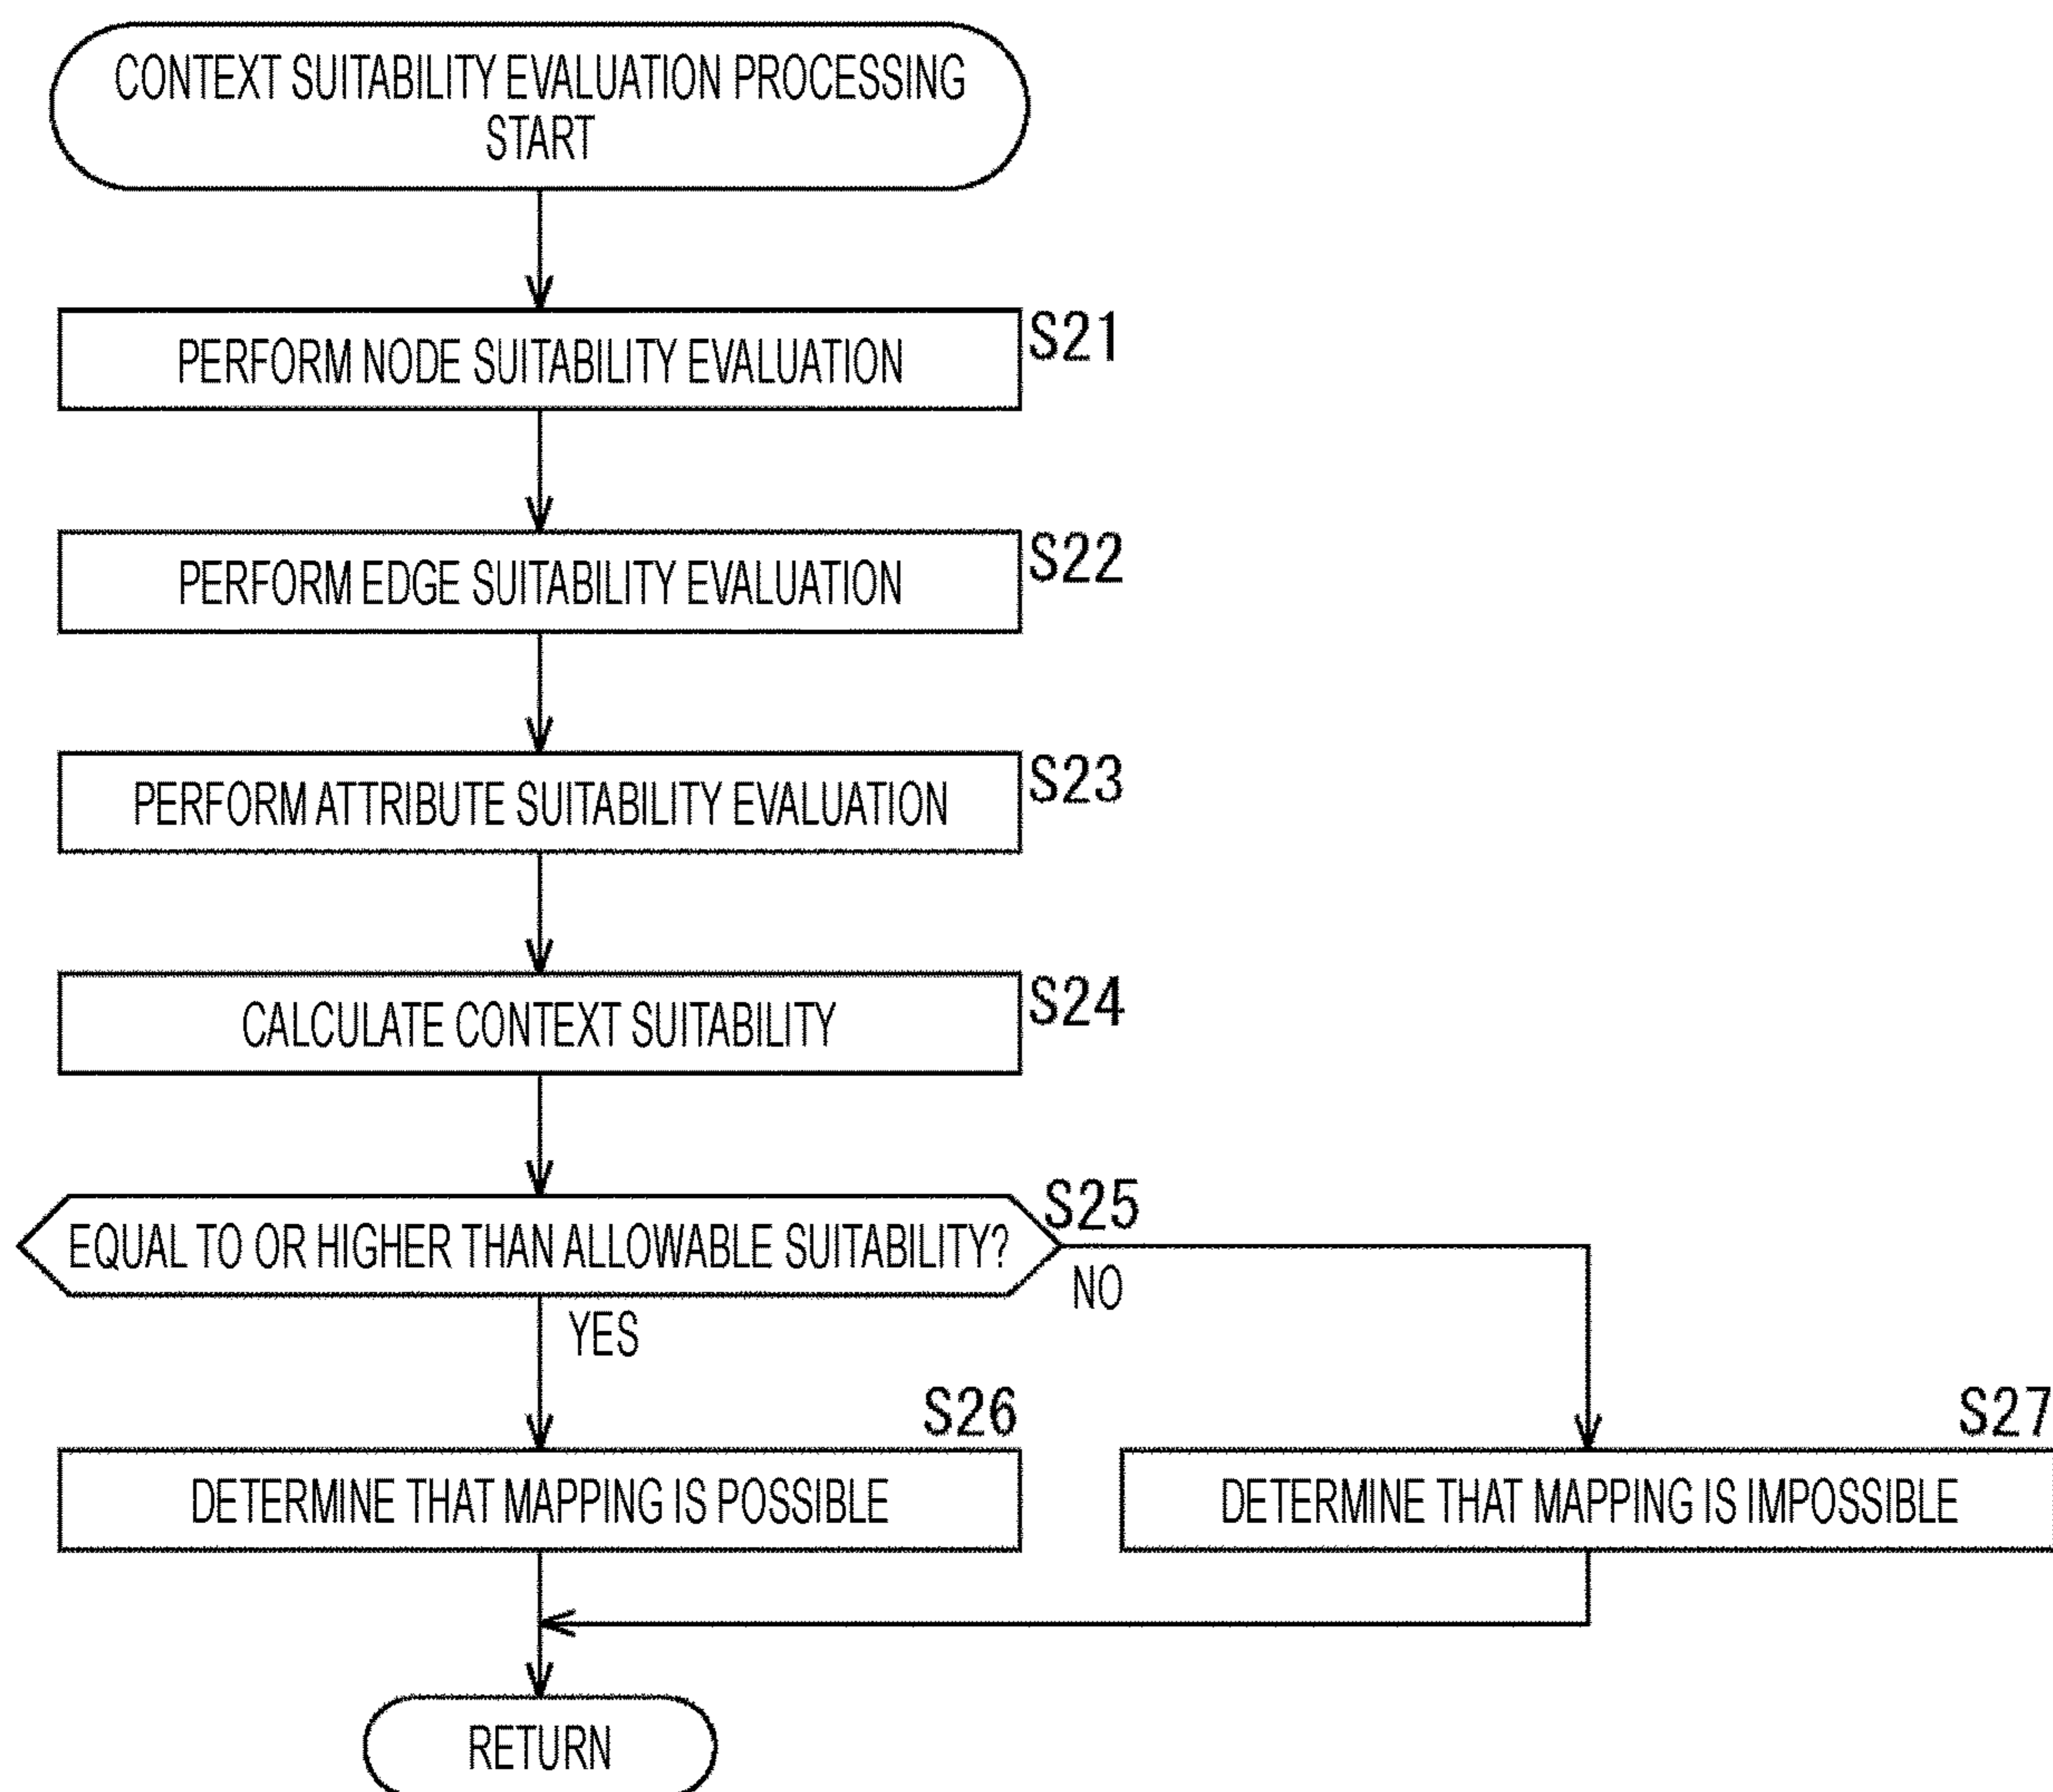 CONTEXT SUITABILITY EVALUATION PROCESSING
START
PERFORM NODE SUITABILITY EVALUATION
S21
PERFORM EDGE SUITABILITY EVALUATION
S22
PERFORM ATTRIBUTE SUITABILITY EVALUATION
S23
CALCULATE CONTEXT SUITABILITY
S24
EQUAL TO OR HIGHER THAN ALLOWABLE SUITABILITY?
S25
NO
YES
S26
DETERMINE THAT MAPPING IS POSSIBLE
S27
DETERMINE THAT MAPPING IS IMPOSSIBLE
RETURN